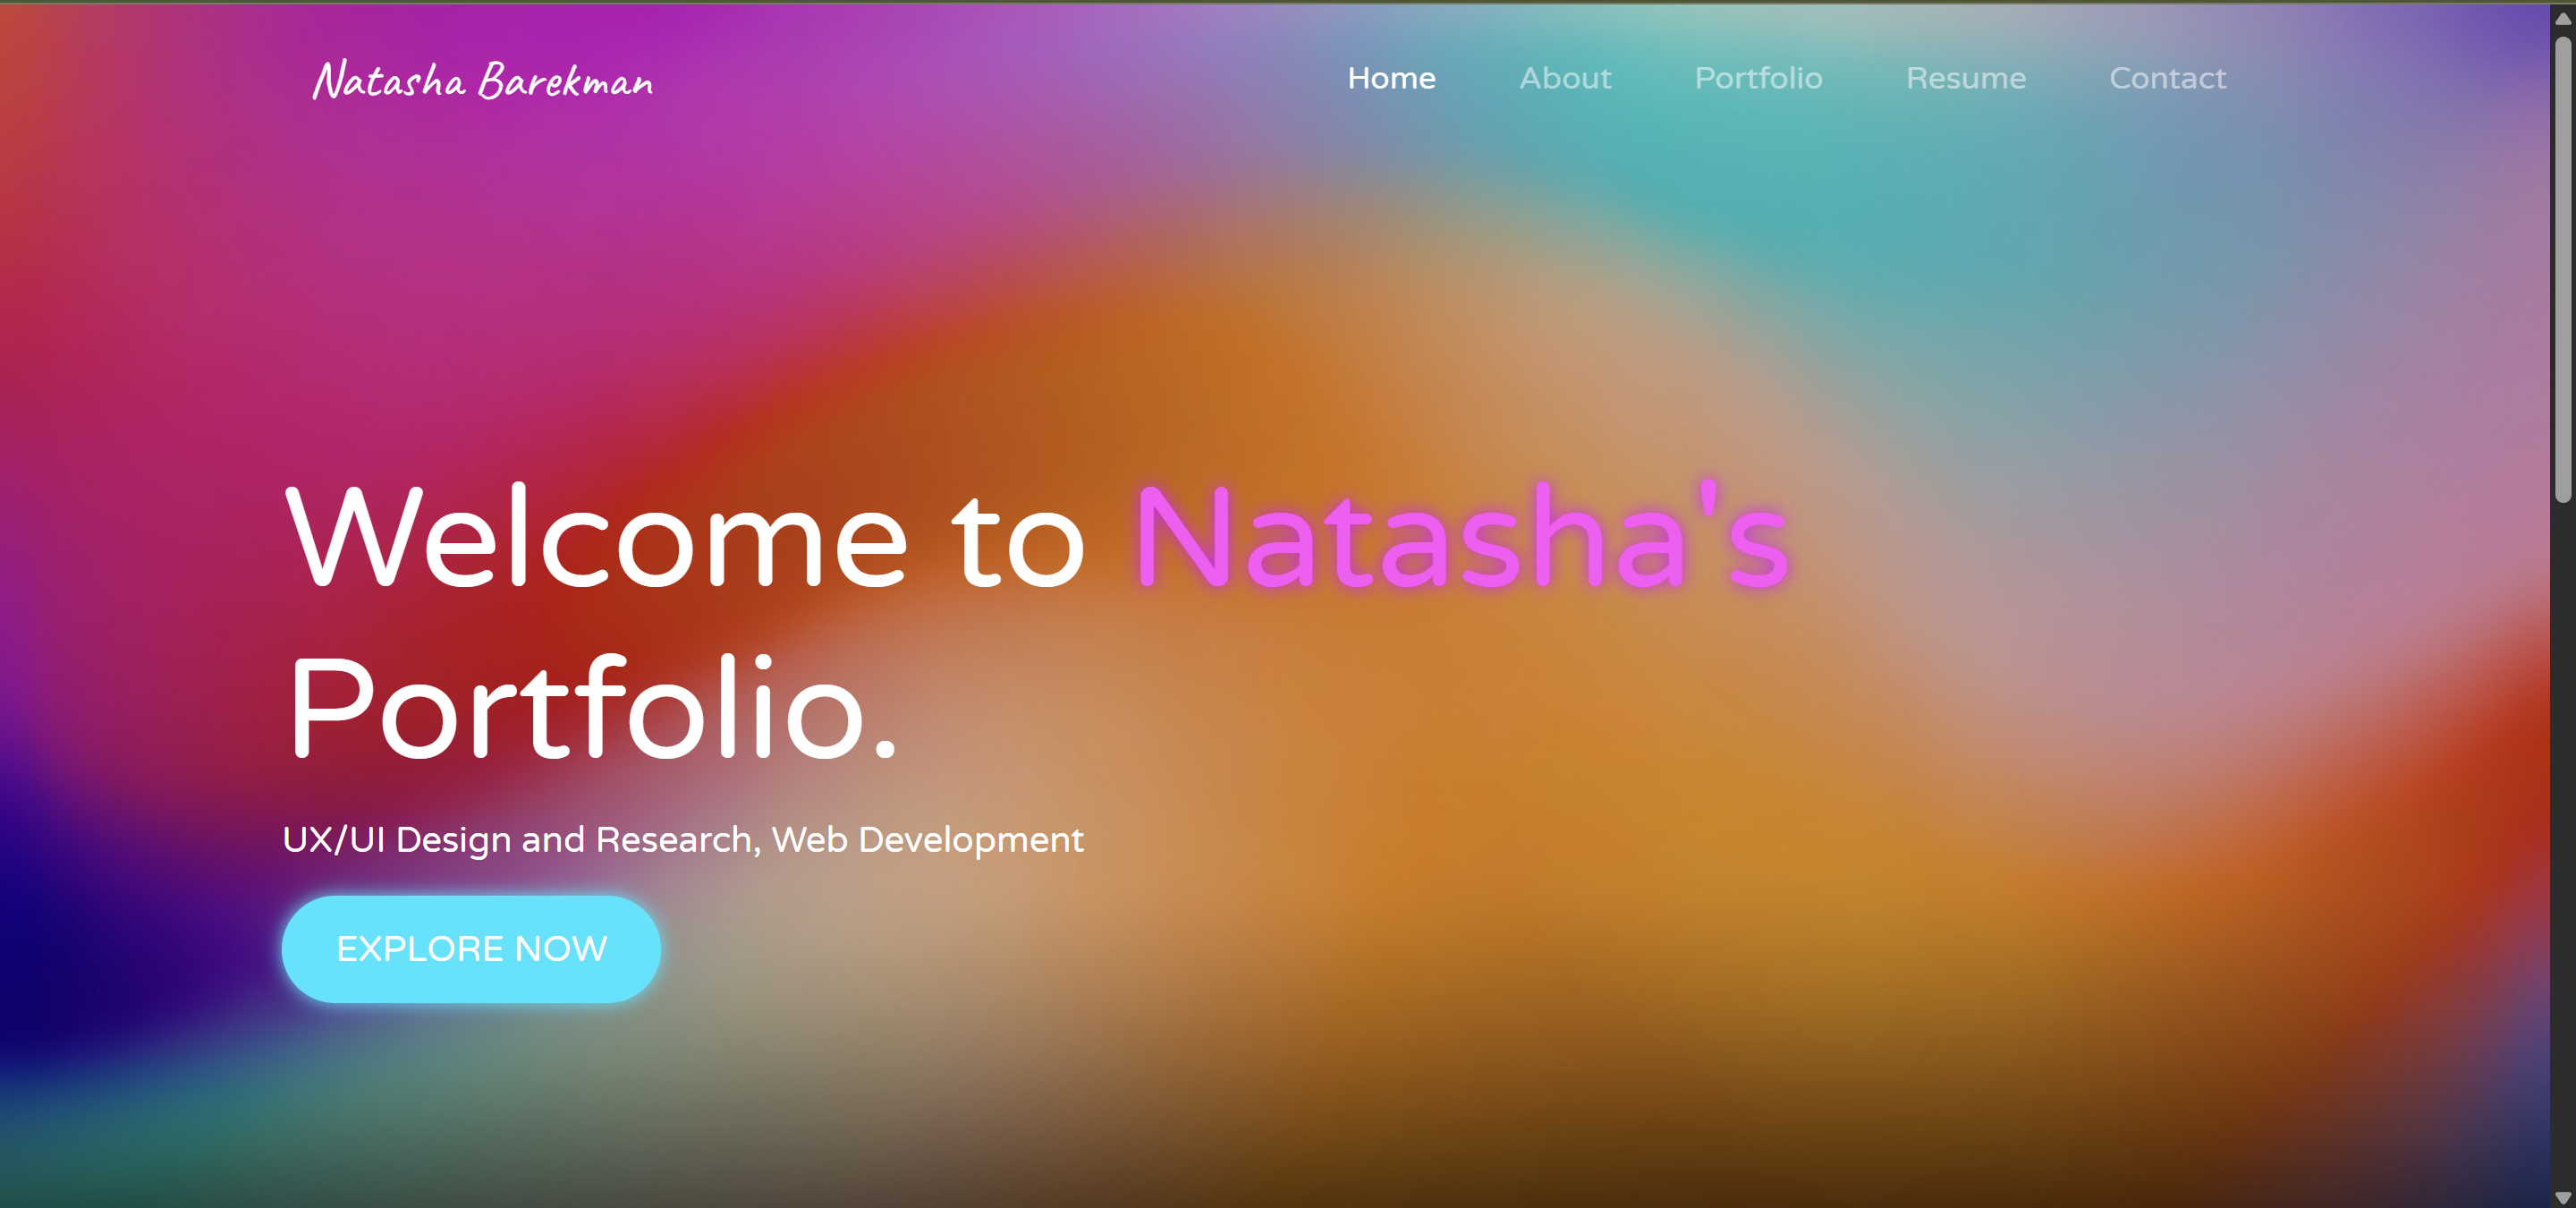 Natasha Barekman
Home About Portfolio Resume Contact
Welcome to Natasha's
Portfolio.
UX/UI Design and Research, Web Development
EXPLORE NOW